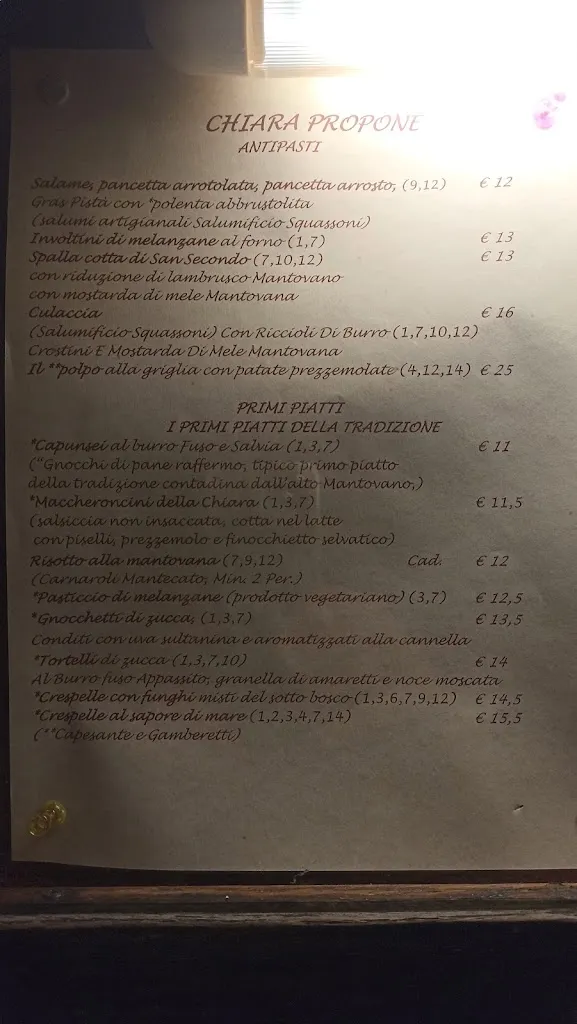 CHIARA PROPONE
ANTIPASTI
Salame, pancetta arrotolata, pancetta arrosto, (9,12) € 12
Gras Pistà con *polenta abbrustolita
(salumi artigianali Salumificio Squassoni)
Involtini di melanzane al forno (1,7) € 13
Spalla cotta di San Secondo (7,10,12) € 13
con riduzione di lambrusco Mantovano
con mostarda di mele Mantovana
Culaccia € 16
(Salumificio Squassoni) Con Riccioli Di Burro (1,7,10,12)
Crostini E Mostarda Di Mele Mantovana
Il **polpo alla griglia con patate prezzemolate (4,12,14) € 25
PRIMI PIATTI
I PRIMI PIATTI DELLA TRADIZIONE
*Capunsei al burro Fuso e Salvia (1,3,7) € 11
("Gnocchi di pane raffermo, tipico primo piatto
della tradizione contadina dall'alto Mantovano,)
*Maccheroncini della Chiara (1,3,7) € 11,5
(salsiccia non insaccata, cotta nel latte
con piselli, prezzemolo e finocchietto selvatico)
Risotto alla mantovana (7,9,12) Cad. € 12
(Carnaroli Mantecato, Min. 2 Per.)
*Pasticcio di melanzane (prodotto vegetariano) (3,7) € 12,5
*Gnocchetti di zucca, (1,3,7) € 13,5
Conditi con uva sultanina e aromatizzati alla cannella
*Tortelli di zucca (1,3,7,10) € 14
Al Burro fuso Appassito, granella di amaretti e noce moscata
*Crespelle con funghi misti del sotto bosco (1,3,6,7,9,12) € 14,5
*Crespelle al sapore di mare (1,2,3,4,7,14) € 15,5
(**Capesante e Gamberetti)